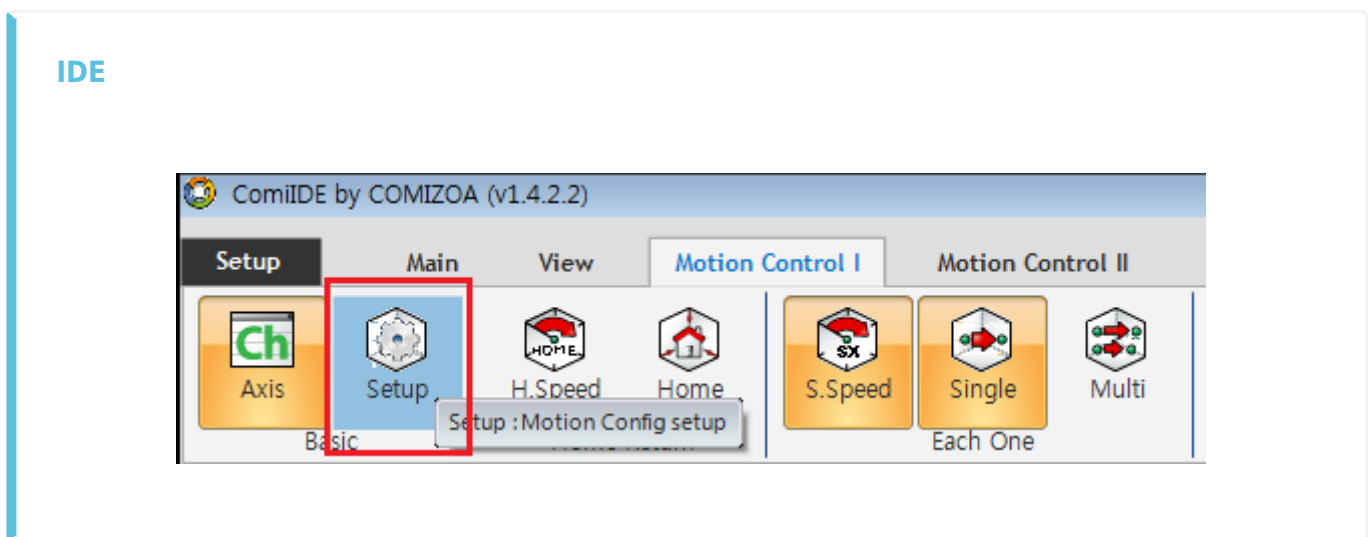 IDE
ComiIDE by COMIZOA (v1.4.2.2)
Setup Main View Motion Control I Motion Control II
Ch HOME SX
Axis Setup H.Speed Home S.Speed Single Multi
Setup : Motion Config setup
Basic Each One